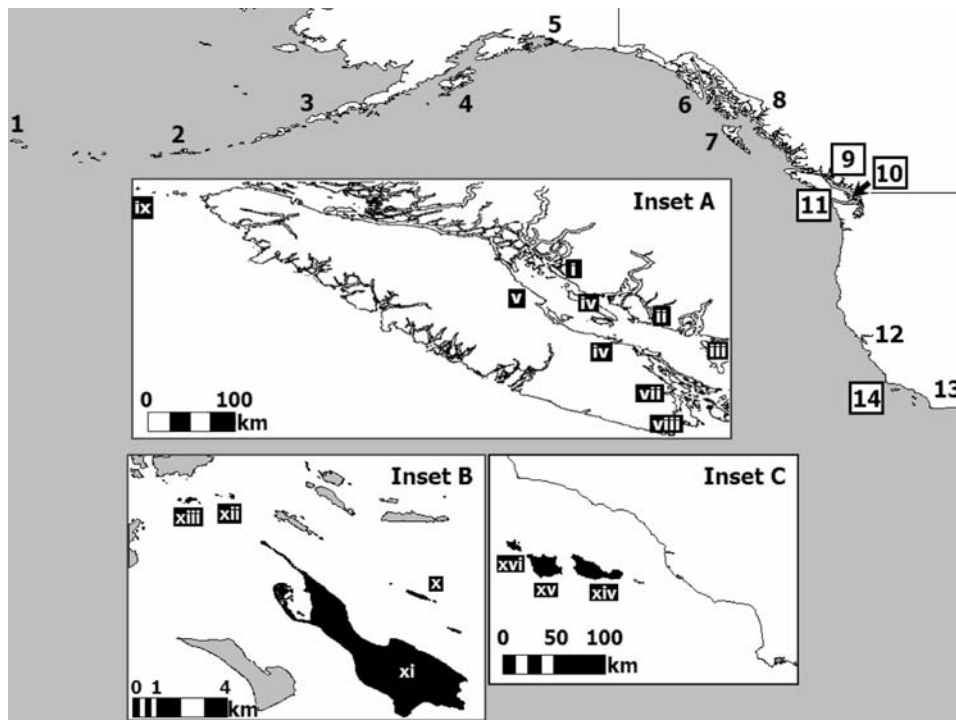 5
3
4
6
8
1
2
7
9
10
11
Inset A
ix
i
v
iv
ii
iii
iv
vii
viii
0 100
km
12
14
13
Inset B
xiii
xii
x
xi
0 1 4
km
Inset C
xvi
xv
xiv
0 50 100
km